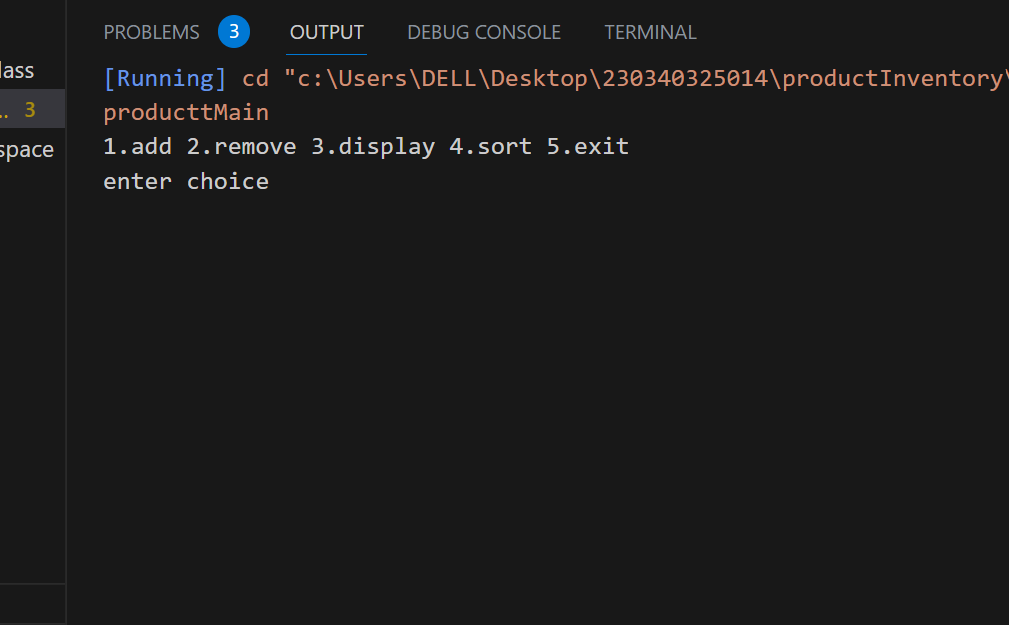 PROBLEMS 3 OUTPUT DEBUG CONSOLE TERMINAL
lass
.. 3
space
[Running] cd "c:\Users\DELL\Desktop\230340325014\productInventory\
producttMain
1.add 2.remove 3.display 4.sort 5.exit
enter choice